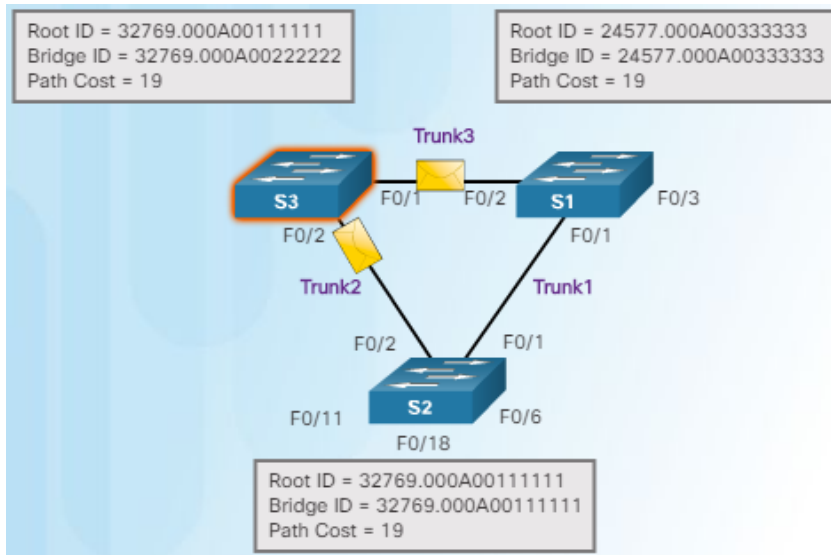 Root ID = 32769.000A00111111
Bridge ID = 32769.000A00222222
Path Cost = 19
Root ID = 24577.000A00333333
Bridge ID = 24577.000A00333333
Path Cost = 19
Trunk3
S3
F0/1
F0/2
S1
F0/3
F0/2
F0/1
Trunk2
Trunk1
F0/2
F0/1
S2
F0/11
F0/6
F0/18
Root ID = 32769.000A00111111
Bridge ID = 32769.000A00111111
Path Cost = 19